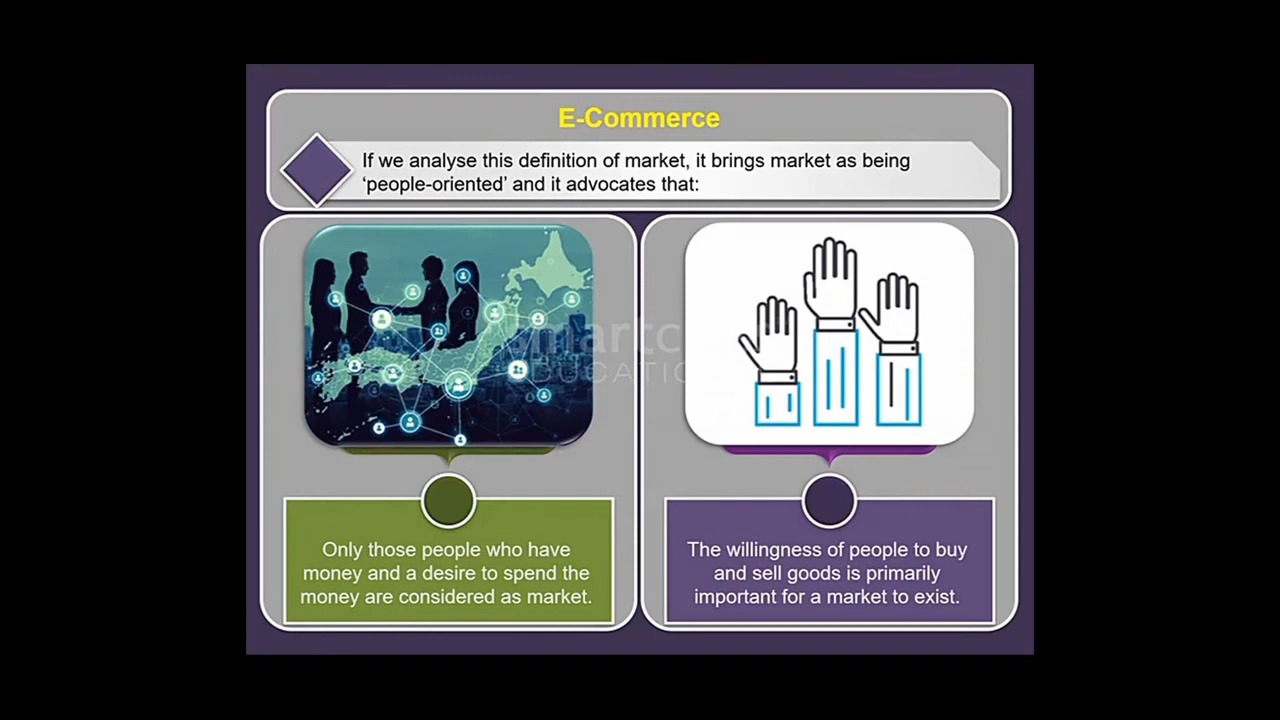 E-Commerce
If we analyse this definition of market, it brings market as being
‘people-oriented’ and it advocates that:
Only those people who have
money and a desire to spend the
money are considered as market.
The willingness of people to buy
and sell goods is primarily
important for a market to exist.